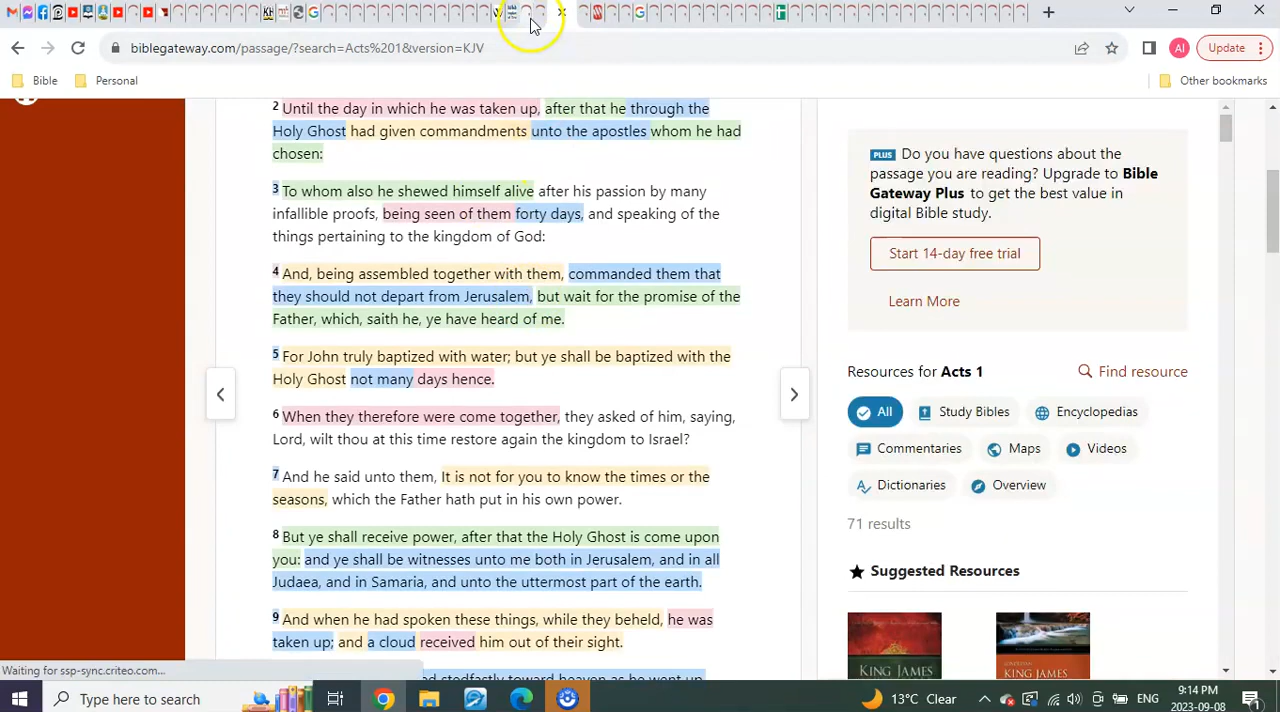 biblegateway.com/passage/?search=Acts%201&version=KJV
AI
Update
Bible
Personal
Other bookmarks
2 Until the day in which he was taken up, after that he through the
Holy Ghost had given commandments unto the apostles whom he had
chosen:
3 To whom also he shewed himself alive after his passion by many
infallible proofs, being seen of them forty days, and speaking of the
things pertaining to the kingdom of God:
4 And, being assembled together with them, commanded them that
they should not depart from Jerusalem, but wait for the promise of the
Father, which, saith he, ye have heard of me.
5 For John truly baptized with water; but ye shall be baptized with the
Holy Ghost not many days hence.
6 When they therefore were come together, they asked of him, saying,
Lord, wilt thou at this time restore again the kingdom to Israel?
7 And he said unto them, It is not for you to know the times or the
seasons, which the Father hath put in his own power.
8 But ye shall receive power, after that the Holy Ghost is come upon
you: and ye shall be witnesses unto me both in Jerusalem, and in all
Judaea, and in Samaria, and unto the uttermost part of the earth.
9 And when he had spoken these things, while they beheld, he was
taken up; and a cloud received him out of their sight.
stedfastly toward heaven as he went up
PLUS Do you have questions about the
passage you are reading? Upgrade to Bible
Gateway Plus to get the best value in
digital Bible study.
Start 14-day free trial
Learn More
Resources for Acts 1
Find resource
All
Study Bibles
Encyclopedias
Commentaries
Maps
Videos
Dictionaries
Overview
71 results
Suggested Resources
KING JAMES
KING JAMES
Waiting for ssp-sync.criteo.com...
Type here to search
13°C Clear
ENG
9:14 PM
2023-09-08
1